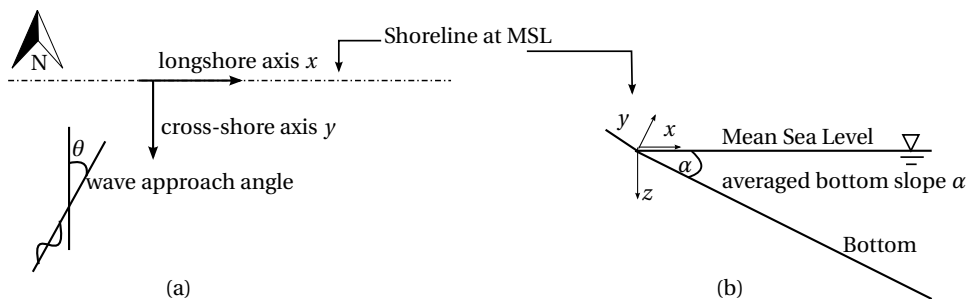 Shoreline at MSL
N
longshore axis x
cross-shore axis y
θ
wave approach angle
(a)
y
x
Mean Sea Level
α
averaged bottom slope α
z
Bottom
(b)